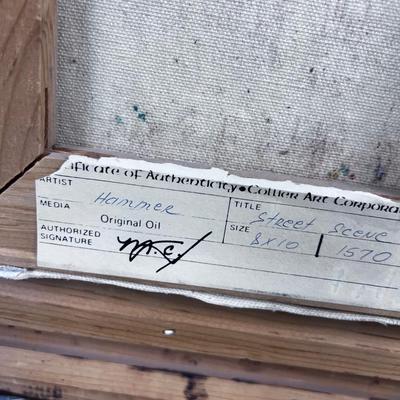 ificate of Authenticity • Collier Art Corpora
ARTIST Hammer TITLE Street Scene
MEDIA Original Oil SIZE 8x10 1570
AUTHORIZED SIGNATURE